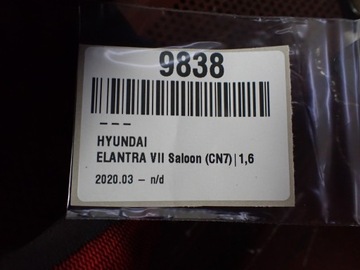 9838
---
HYUNDAI
ELANTRA VII Saloon (CN7)|1,6
2020.03 - n/d